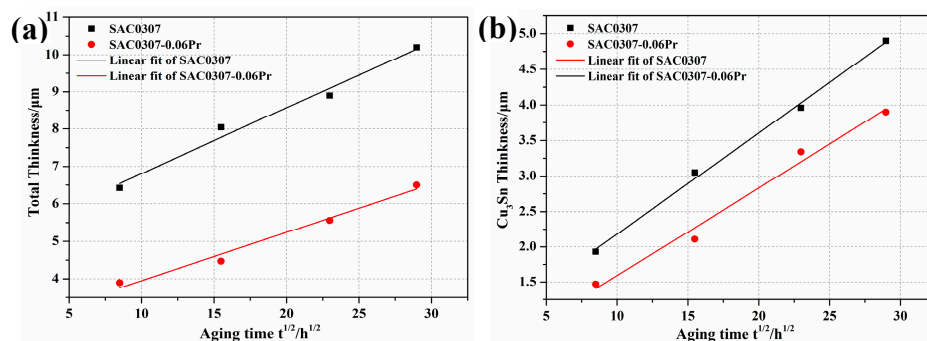 (a)
SAC0307
SAC0307-0.06Pr
Linear fit of SAC0307
Linear fit of SAC0307-0.06Pr
Total Thinkness/μm
11
10
9
8
7
6
5
4
5 10 15 20 25 30
Aging time t^1/2/h^1/2
(b)
SAC0307
SAC0307-0.06Pr
Linear fit of SAC0307
Linear fit of SAC0307-0.06Pr
Cu3Sn Thinkness/μm
5.0
4.5
4.0
3.5
3.0
2.5
2.0
1.5
5 10 15 20 25 30
Aging time t^1/2/h^1/2